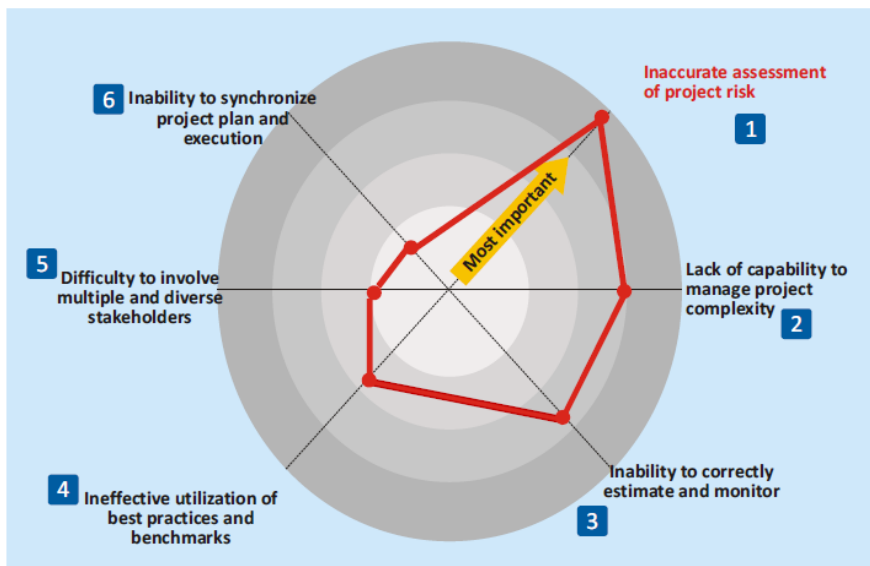 Inaccurate assessment
of project risk
1
Lack of capability to
manage project
complexity
2
Inability to correctly
estimate and monitor
3
4
Ineffective utilization of
best practices and
benchmarks
5
Difficulty to involve
multiple and diverse
stakeholders
6
Inability to synchronize
project plan and
execution
Most important